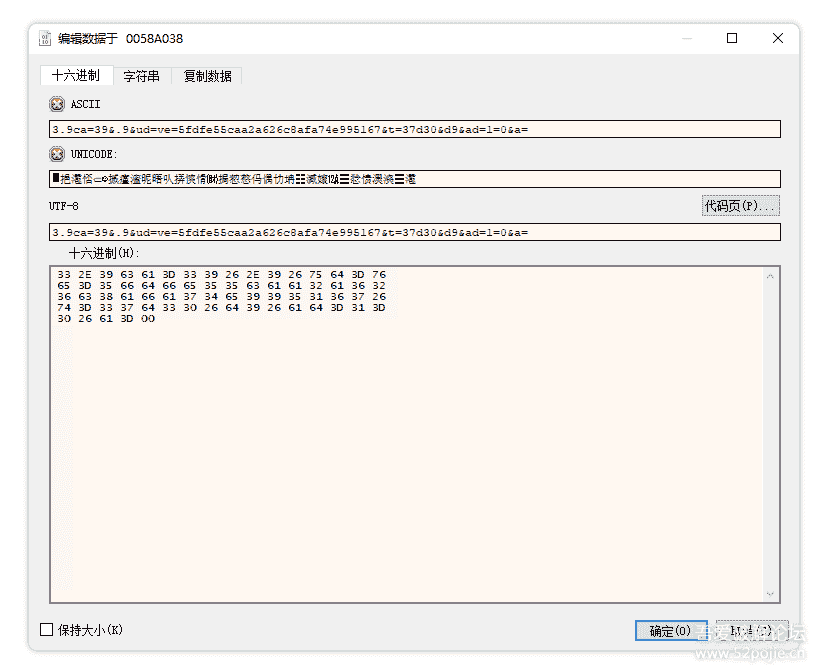 编辑数据于 0058A038
十六进制 字符串 复制数据
ASCII
3.9ca=39&.9&ud=ve=5fdfe55caa2a626c8afa74e995167&t=37d30&d9&ad=1=0&a=
UNICODE:
UTF-8
代码页(P)...
3.9ca=39&.9&ud=ve=5fdfe55caa2a626c8afa74e995167&t=37d30&d9&ad=1=0&a=
十六进制(H):
33 2E 39 63 61 3D 33 39 26 2E 39 26 75 64 3D 76
65 3D 35 66 64 66 65 35 35 63 61 61 32 61 36 32
36 63 38 61 66 61 37 34 65 39 39 35 31 36 37 26
74 3D 33 37 64 33 30 26 64 39 26 61 64 3D 31 3D
30 26 61 3D 00
保持大小(K)
确定(O)
吾爱破解论坛
www.52pojie.cn